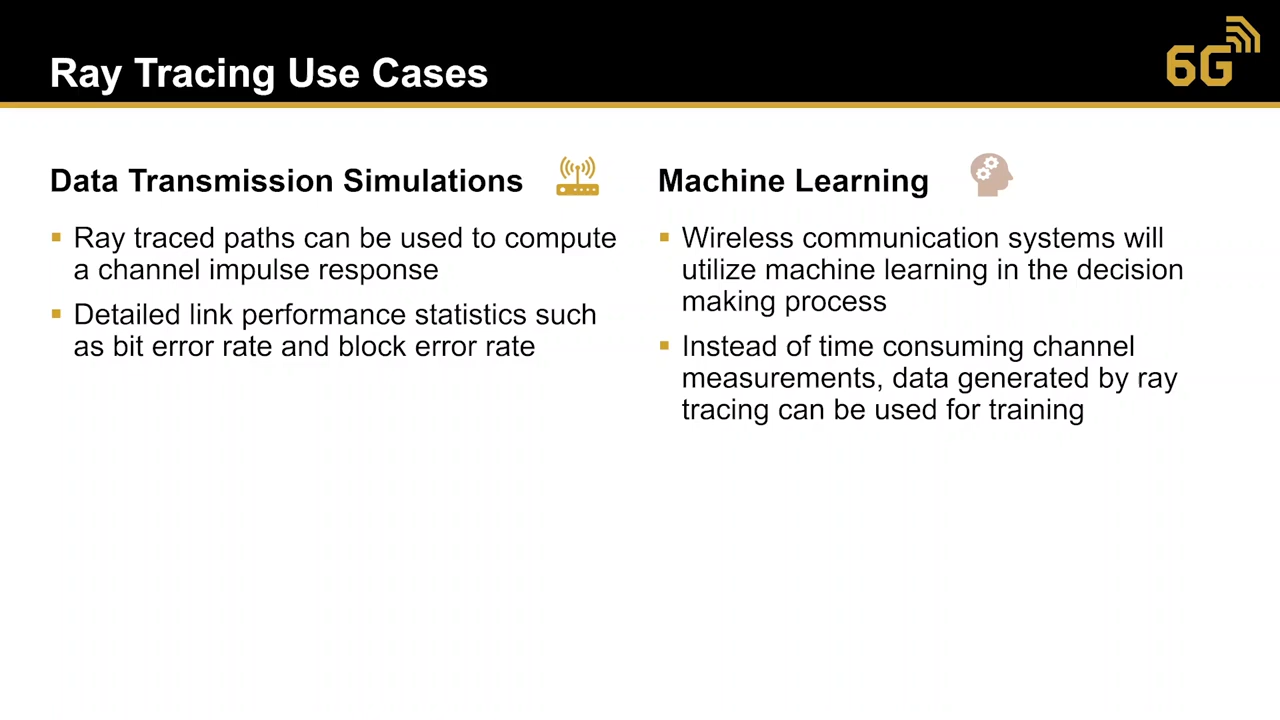 Ray Tracing Use Cases
6G
Data Transmission Simulations
▪ Ray traced paths can be used to compute
a channel impulse response
▪ Detailed link performance statistics such
as bit error rate and block error rate
Machine Learning
▪ Wireless communication systems will
utilize machine learning in the decision
making process
▪ Instead of time consuming channel
measurements, data generated by ray
tracing can be used for training